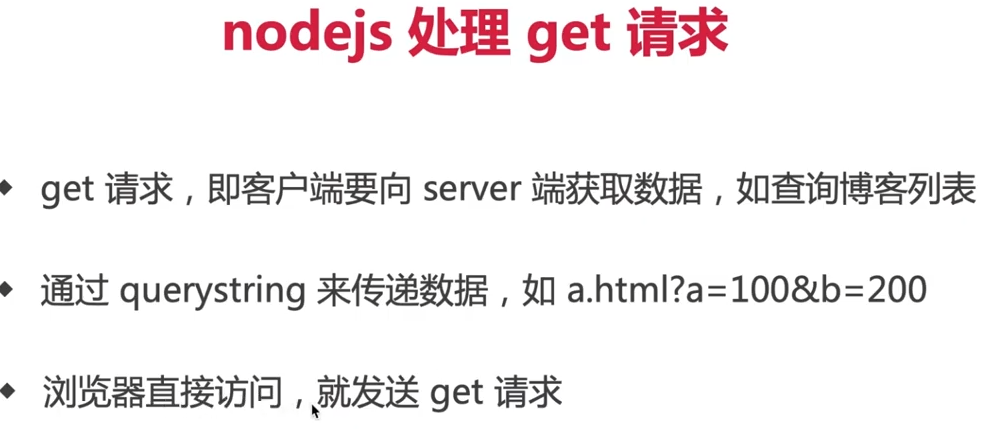 nodejs 处理 get 请求
◆ get 请求，即客户端要向 server 端获取数据，如查询博客列表
◆ 通过 querystring 来传递数据，如 a.html?a=100&b=200
◆ 浏览器直接访问，就发送 get 请求